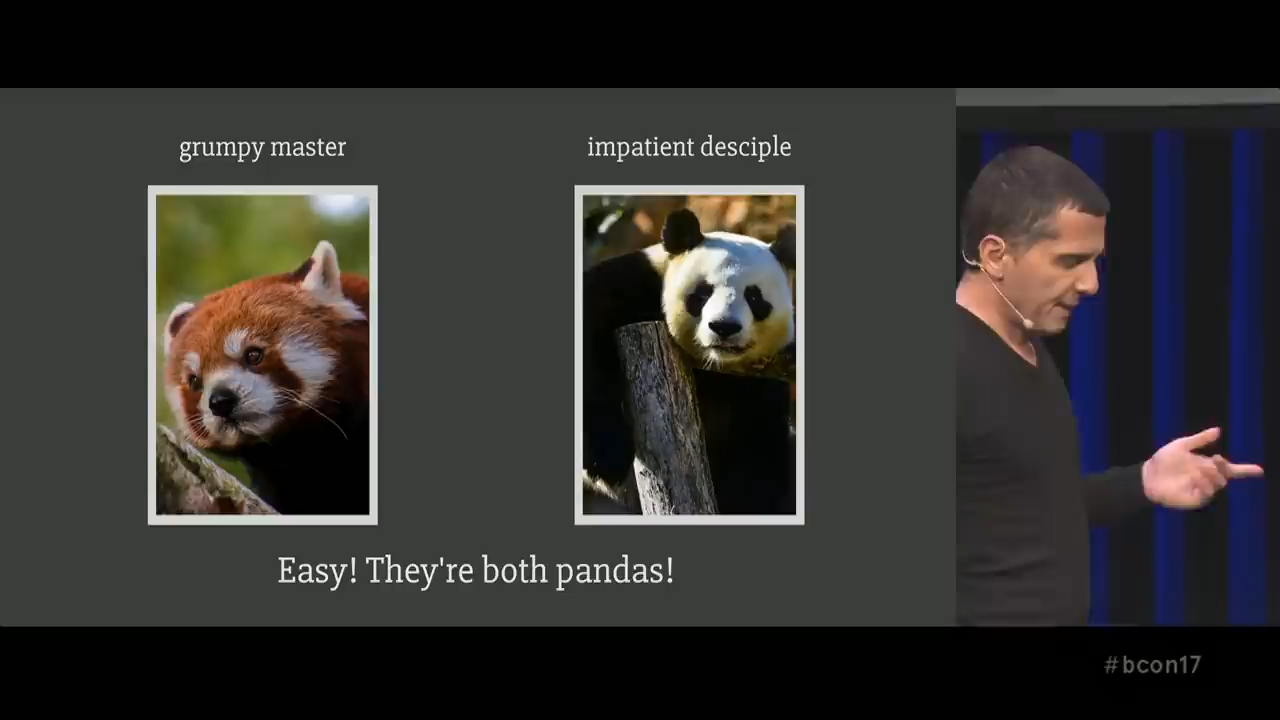 grumpy master
impatient desciple
Easy! They're both pandas!
#bcon17